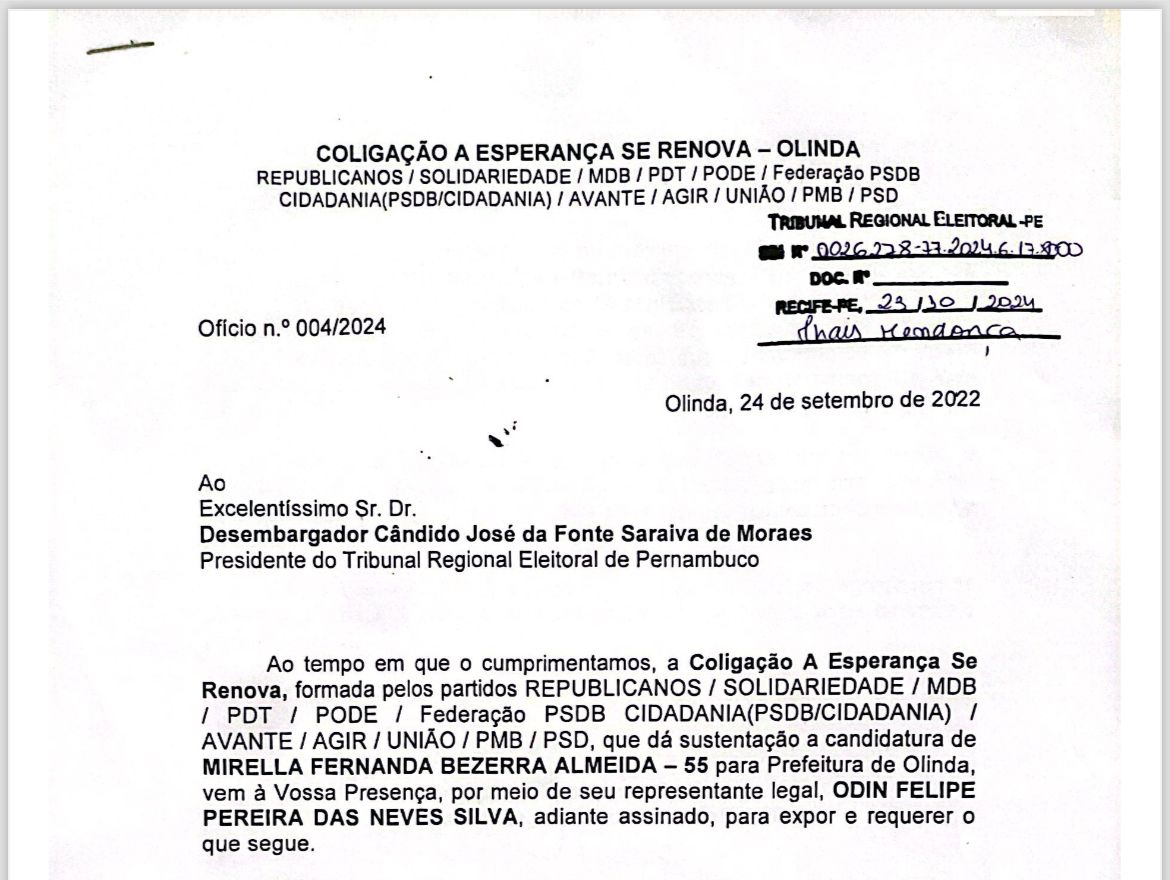 COLIGAÇÃO A ESPERANÇA SE RENOVA – OLINDA
REPUBLICANOS / SOLIDARIEDADE / MDB / PDT / PODE / Federação PSDB
CIDADANIA(PSDB/CIDADANIA) / AVANTE / AGIR / UNIÃO / PMB / PSD
TRIBUNAL REGIONAL ELEITORAL -PE
Nº 0026278-77.2024.6.17.8000
DOC. Nº
RECIFE-PE, 23 / 10 / 2024
Thais Mendonça
Ofício n.º 004/2024
Olinda, 24 de setembro de 2022
Ao
Excelentíssimo Sr. Dr.
Desembargador Cândido José da Fonte Saraiva de Moraes
Presidente do Tribunal Regional Eleitoral de Pernambuco
Ao tempo em que o cumprimentamos, a Coligação A Esperança Se
Renova, formada pelos partidos REPUBLICANOS / SOLIDARIEDADE / MDB
/ PDT / PODE / Federação PSDB CIDADANIA(PSDB/CIDADANIA) /
AVANTE / AGIR / UNIÃO / PMB / PSD, que dá sustentação a candidatura de
MIRELLA FERNANDA BEZERRA ALMEIDA – 55 para Prefeitura de Olinda,
vem à Vossa Presença, por meio de seu representante legal, ODIN FELIPE
PEREIRA DAS NEVES SILVA, adiante assinado, para expor e requerer o
que segue.